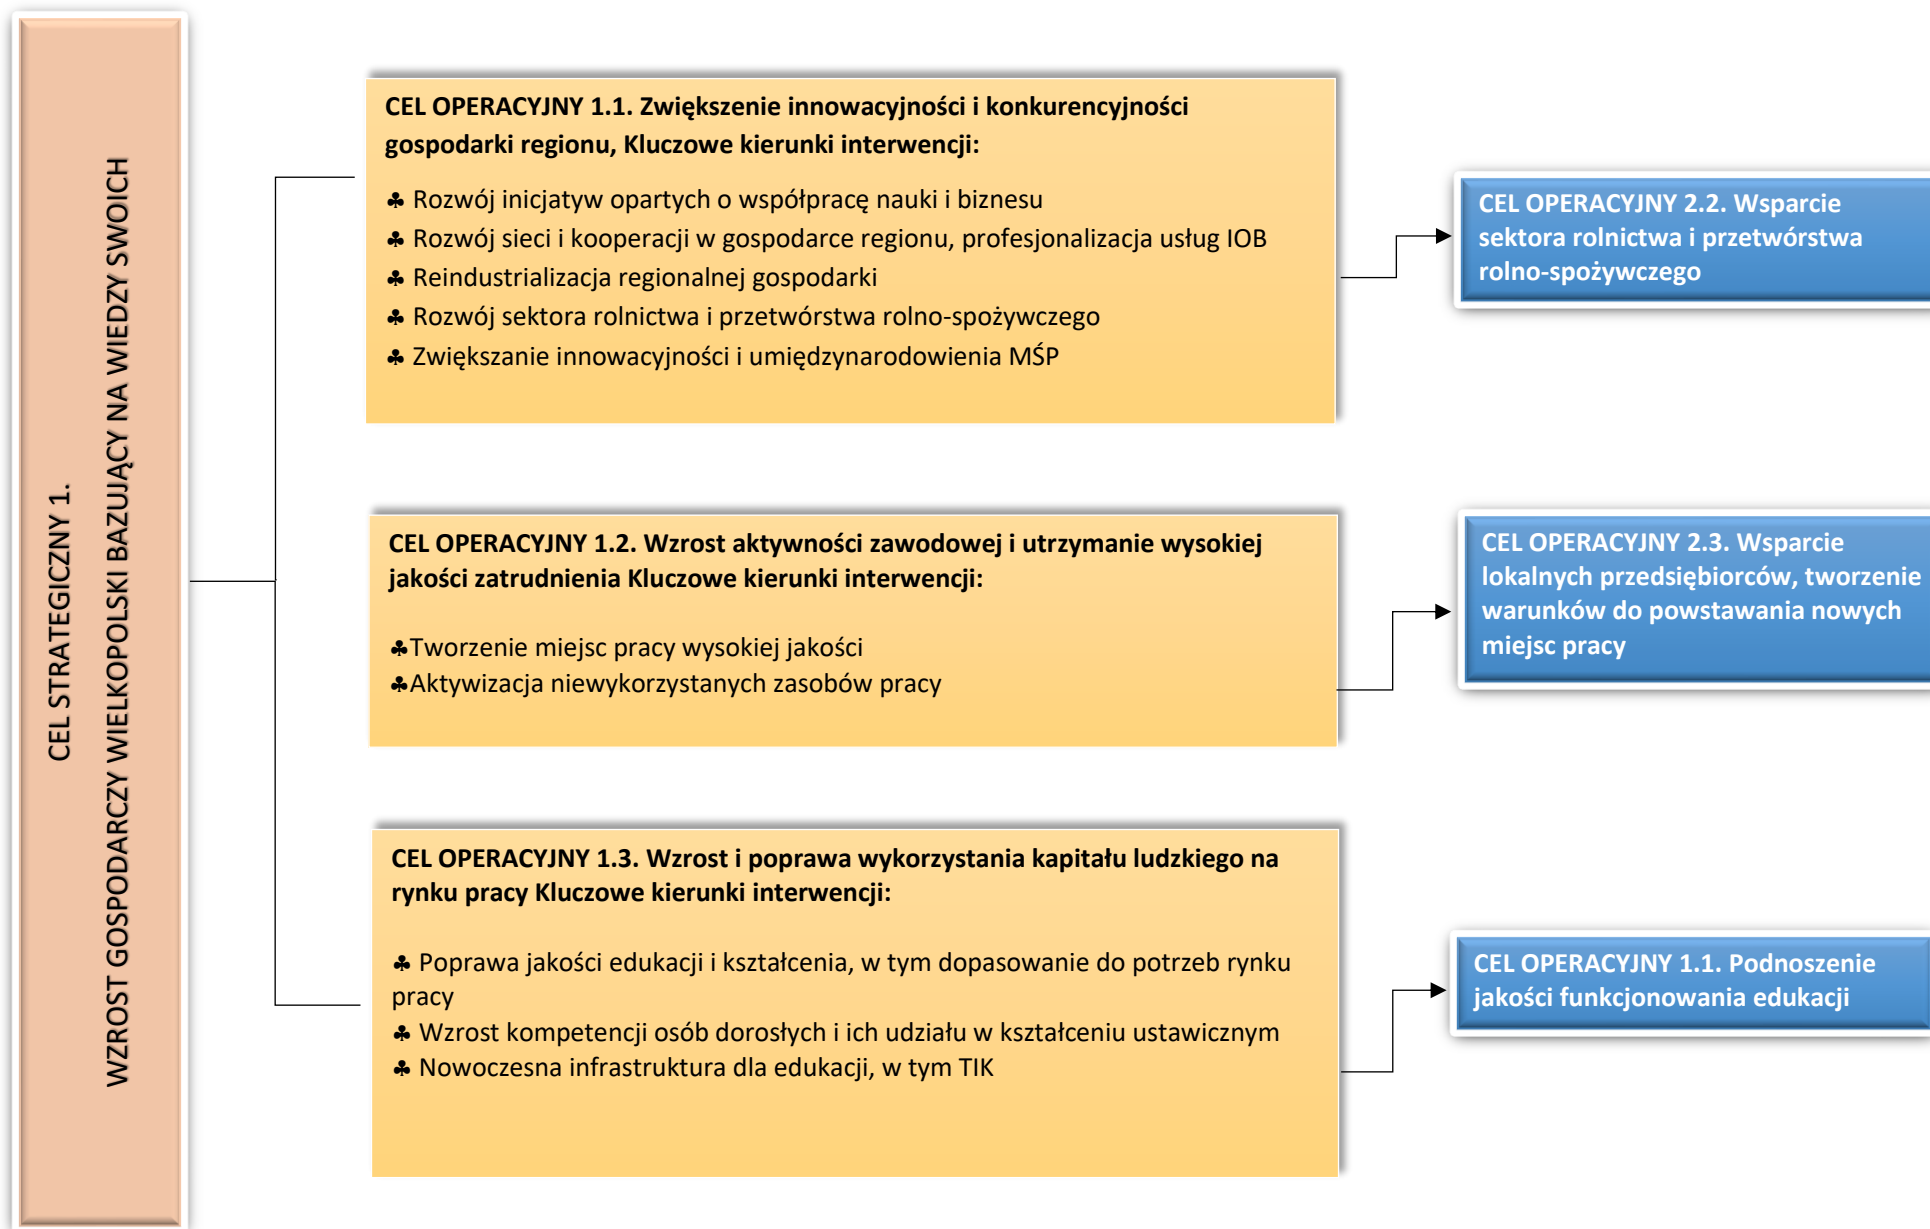 CEL STRATEGICZNY 1.
WZROST GOSPODARCZY WIELKOPOLSKI BAZUJĄCY NA WIEDZY SWOICH
CEL OPERACYJNY 1.1. Zwiększenie innowacyjności i konkurencyjności
gospodarki regionu, Kluczowe kierunki interwencji:
♣ Rozwój inicjatyw opartych o współpracę nauki i biznesu
♣ Rozwój sieci i kooperacji w gospodarce regionu, profesjonalizacja usług IOB
♣ Reindustrializacja regionalnej gospodarki
♣ Rozwój sektora rolnictwa i przetwórstwa rolno-spożywczego
♣ Zwiększanie innowacyjności i umiędzynarodowienia MŚP
CEL OPERACYJNY 2.2. Wsparcie
sektora rolnictwa i przetwórstwa
rolno-spożywczego
CEL OPERACYJNY 1.2. Wzrost aktywności zawodowej i utrzymanie wysokiej
jakości zatrudnienia Kluczowe kierunki interwencji:
♣Tworzenie miejsc pracy wysokiej jakości
♣Aktywizacja niewykorzystanych zasobów pracy
CEL OPERACYJNY 2.3. Wsparcie
lokalnych przedsiębiorców, tworzenie
warunków do powstawania nowych
miejsc pracy
CEL OPERACYJNY 1.3. Wzrost i poprawa wykorzystania kapitału ludzkiego na
rynku pracy Kluczowe kierunki interwencji:
♣ Poprawa jakości edukacji i kształcenia, w tym dopasowanie do potrzeb rynku
pracy
♣ Wzrost kompetencji osób dorosłych i ich udziału w kształceniu ustawicznym
♣ Nowoczesna infrastruktura dla edukacji, w tym TIK
CEL OPERACYJNY 1.1. Podnoszenie
jakości funkcjonowania edukacji